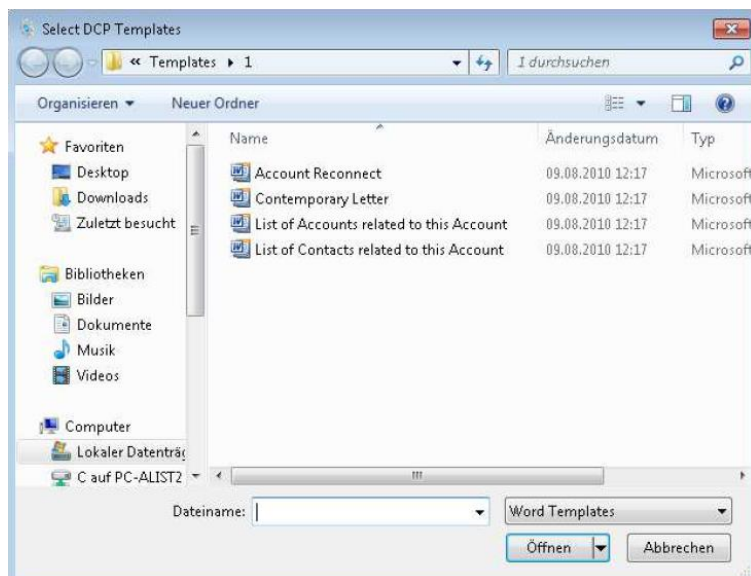 Select DCP Templates
« Templates 1
1 durchsuchen
Organisieren Neuer Ordner
Favoriten
Desktop
Downloads
Zuletzt besucht
Bibliotheken
Bilder
Dokumente
Musik
Videos
Computer
Lokaler Datenträg
C auf PC-ALIST2
Name Änderungsdatum Typ
Account Reconnect 09.08.2010 12:17 Microsoft
Contemporary Letter 09.08.2010 12:17 Microsoft
List of Accounts related to this Account 09.08.2010 12:17 Microsoft
List of Contacts related to this Account 09.08.2010 12:17 Microsoft
Dateiname:
Word Templates
Öffnen Abbrechen